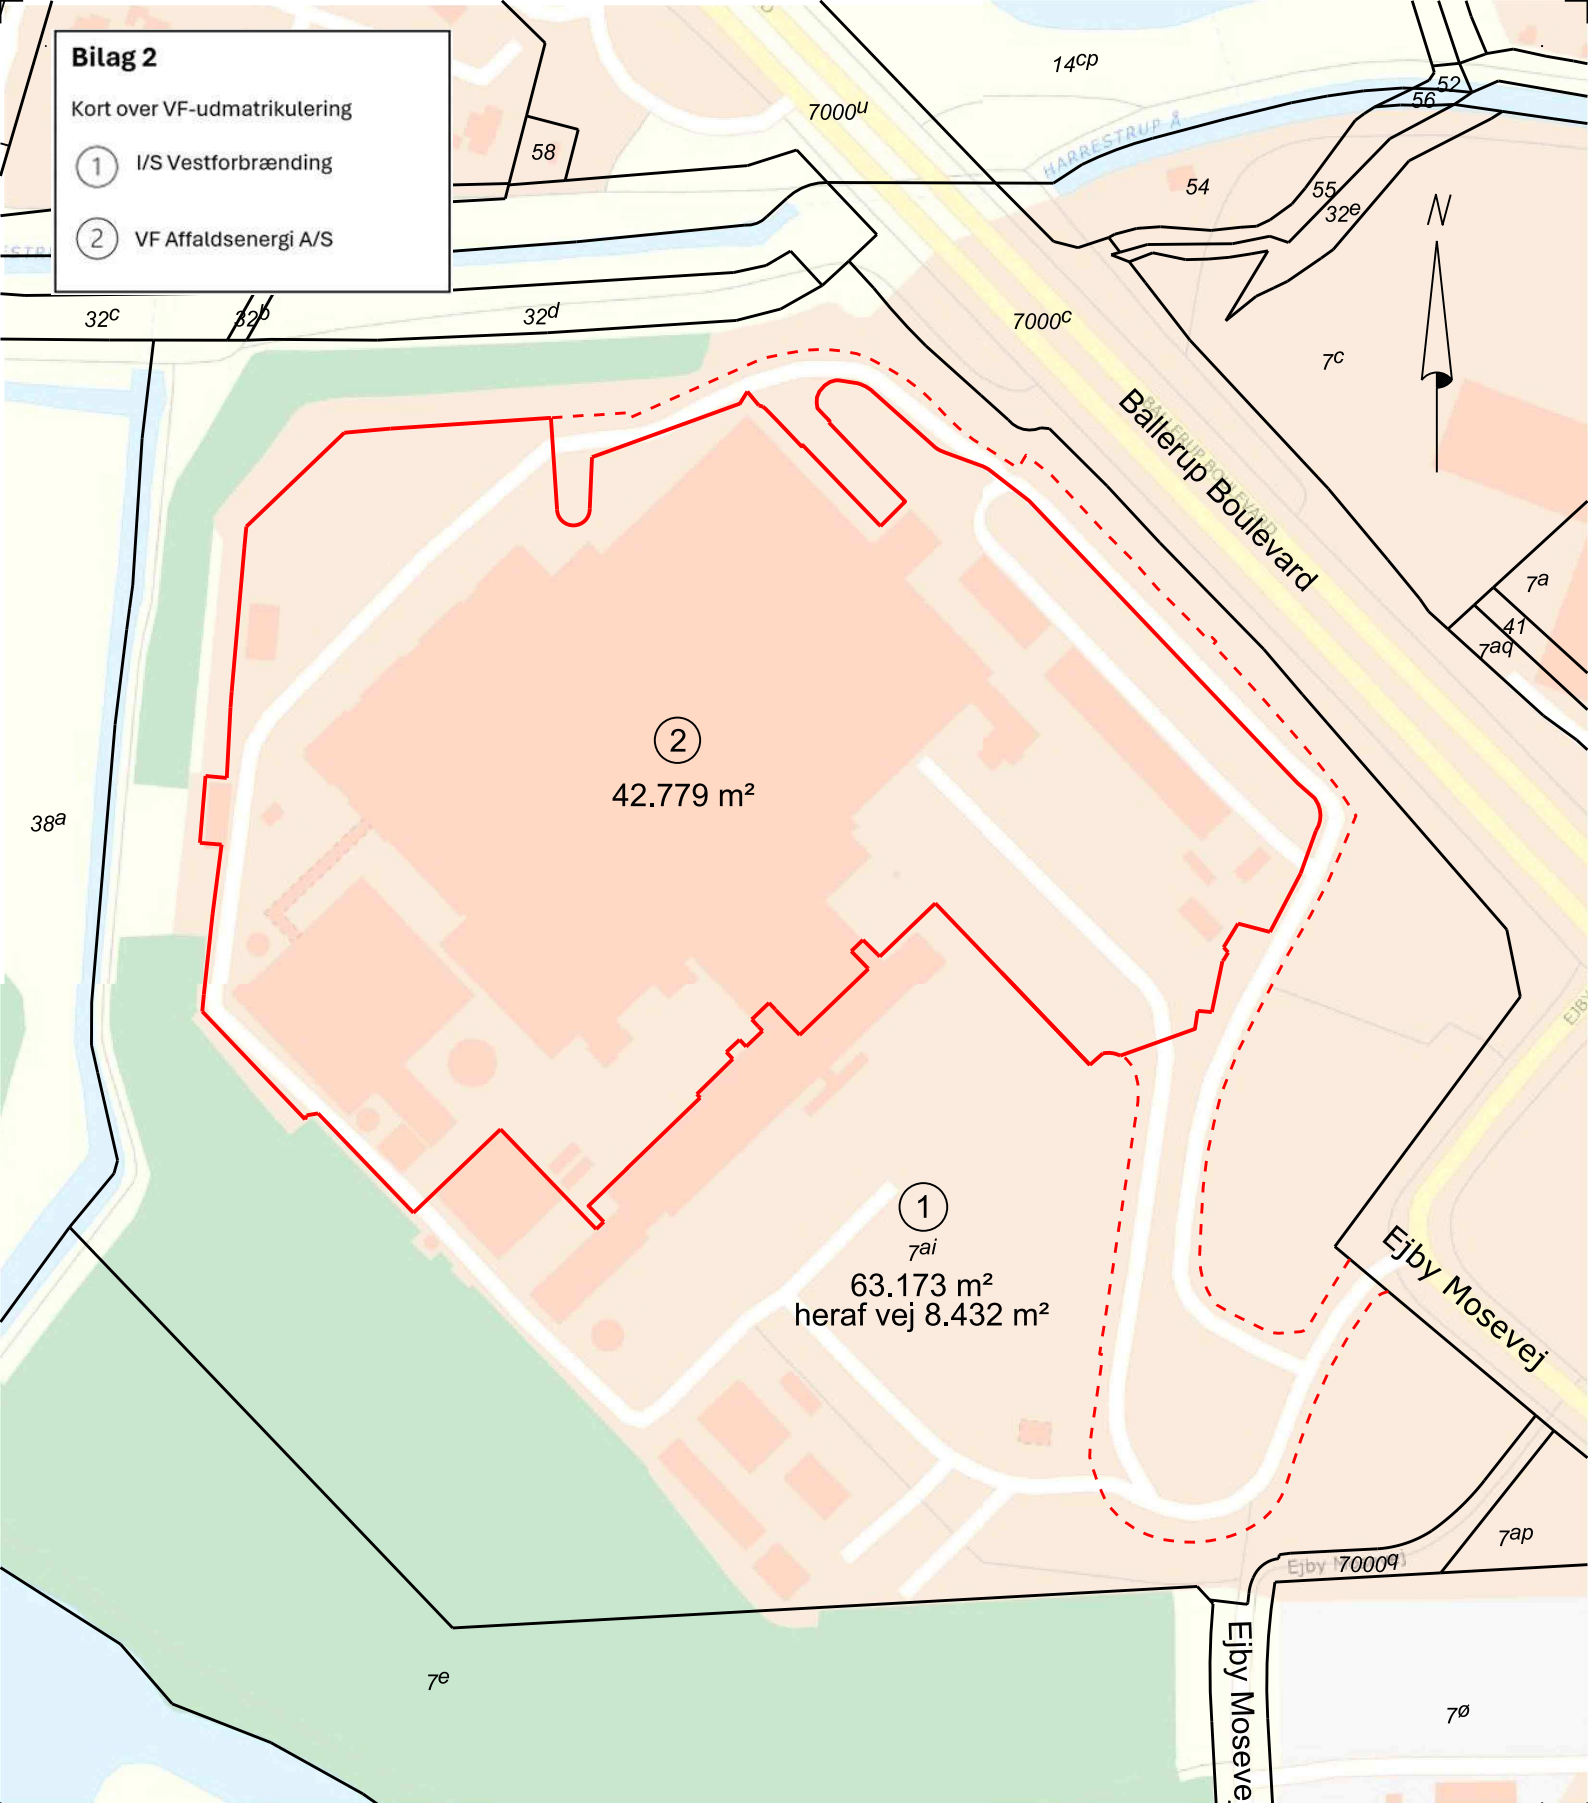 Bilag 2
Kort over VF-udmatrikulering
1 I/S Vestforbrænding
2 VF Affaldsenergi A/S
14cp
7000u
52
56
58
HARRESTRUP Å
54
55
32e
N
32c
32b
32d
7000c
7c
Ballerup Boulevard
BALLERUP BOULEVARD
7a
41
7aq
2
42.779 m²
38a
1
7ai
63.173 m²
heraf vej 8.432 m²
Ejby Mosevej
7ap
7000q
Ejby Mosevej
7e
7ø